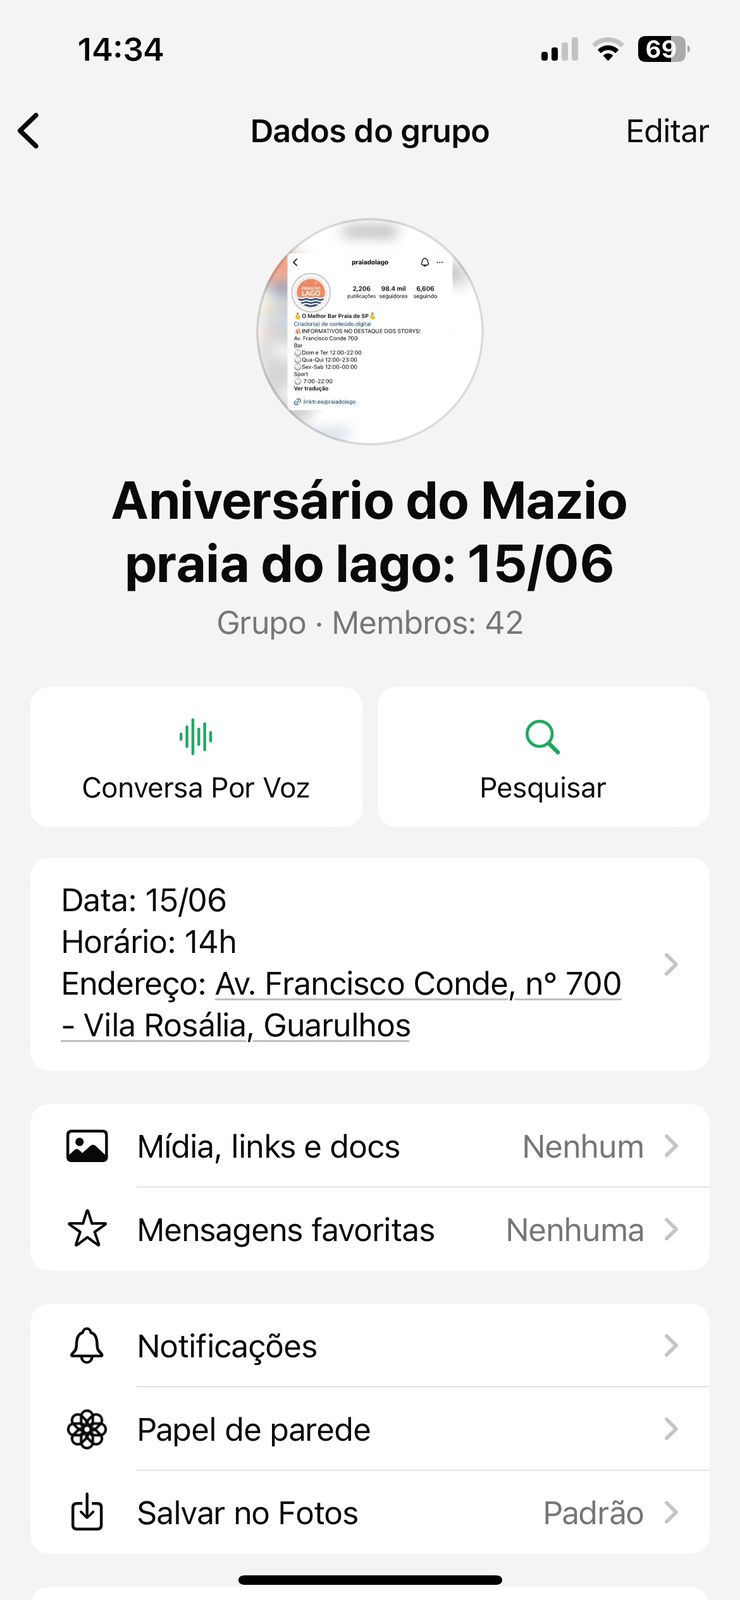 14:34
69
Dados do grupo
Editar
praiadolago
PRAIA DO
LAGO
2,206 98.4 mil 6,606
publicações seguidores seguindo
🏅O Melhor Bar Praia de SP🏅
Criador(a) de conteúdo digital
INFORMATIVOS NO DESTAQUE DOS STORYS!
Av. Francisco Conde 700
Bar
Dom e Ter 12:00-22:00
Qua-Qui 12:00-23:00
Sex-Sab 12:00-00:00
Sport
7:00-22:00
Ver tradução
linktr.ee/praiadolago
Aniversário do Mazio
praia do lago: 15/06
Grupo · Membros: 42
Conversa Por Voz
Pesquisar
Data: 15/06
Horário: 14h
Endereço: Av. Francisco Conde, nº 700
- Vila Rosália, Guarulhos
Mídia, links e docs Nenhum
Mensagens favoritas Nenhuma
Notificações
Papel de parede
Salvar no Fotos Padrão